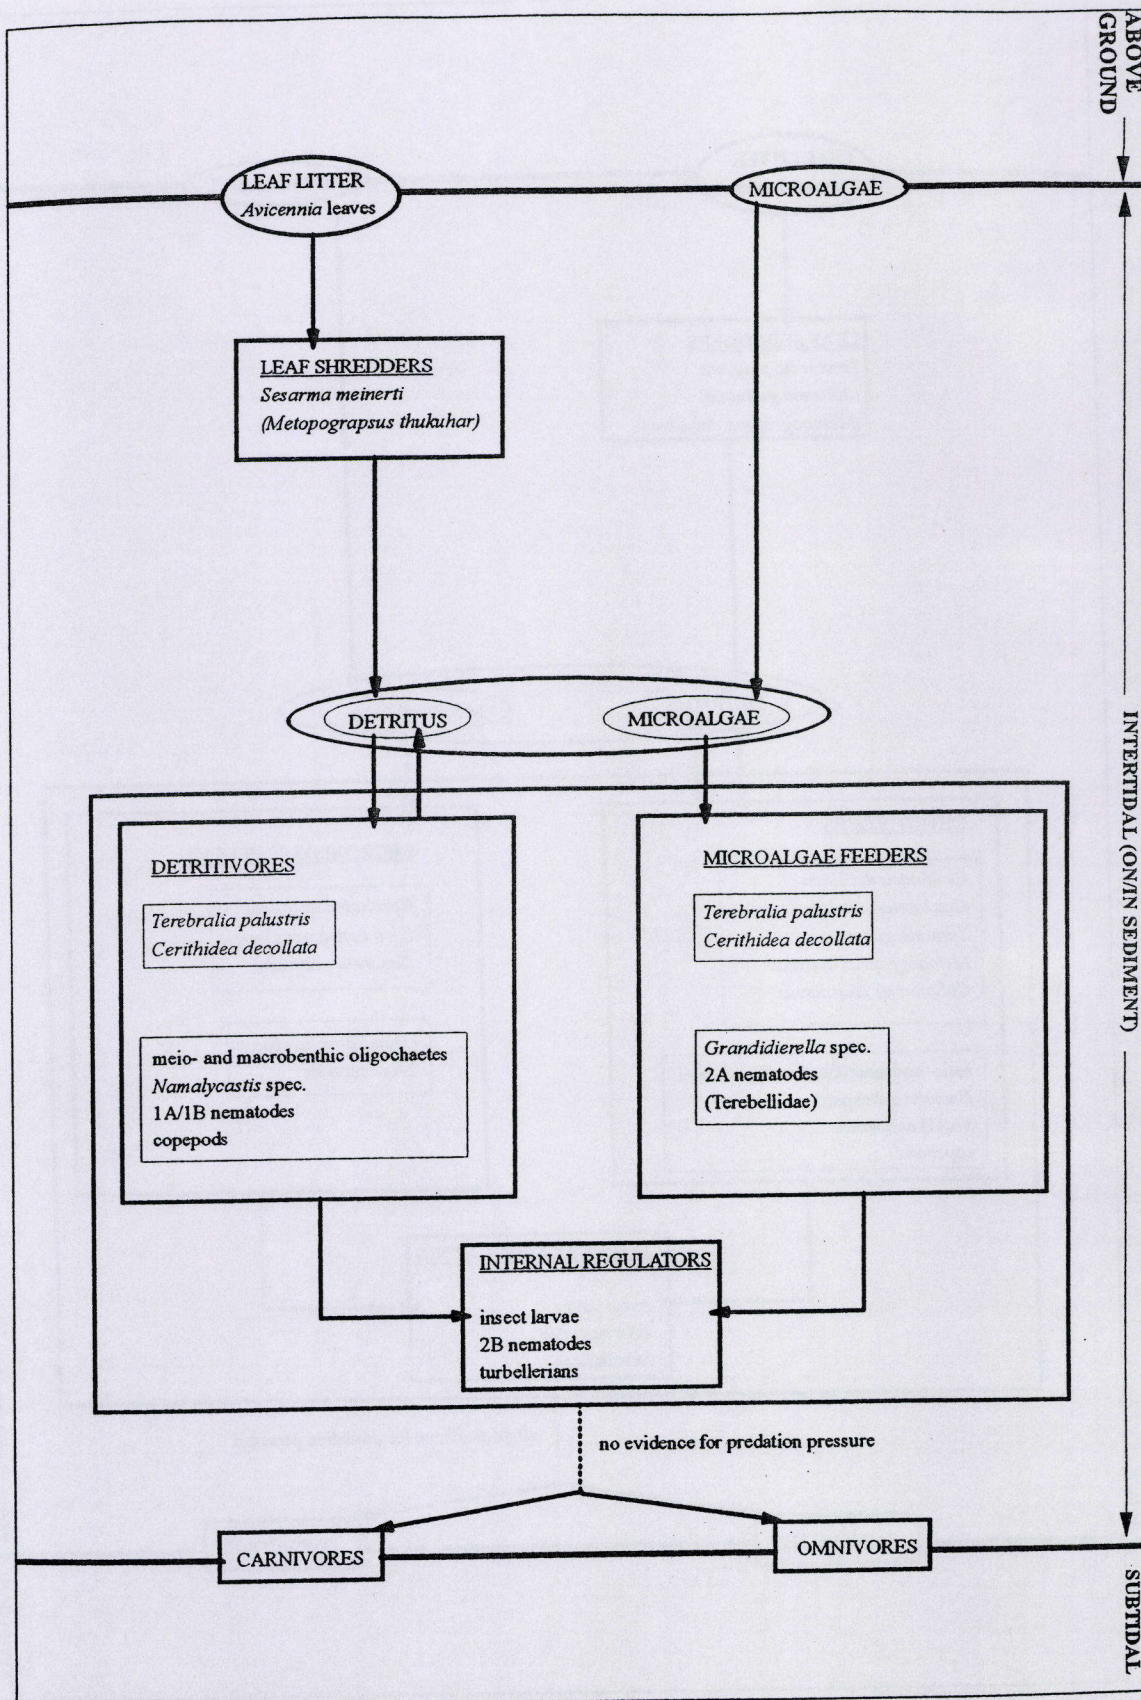 ABOVE
GROUND
LEAF LITTER
Avicennia leaves
MICROALGAE
LEAF SHREDDERS
Sesarma meinerti
(Metopograpsus thukuhar)
INTERTIDAL (ON/IN SEDIMENT)
DETRITUS
MICROALGAE
DETRITIVORES
Terebralia palustris
Cerithidea decollata
meio- and macrobenthic oligochaetes
Namalycastis spec.
1A/1B nematodes
copepods
MICROALGAE FEEDERS
Terebralia palustris
Cerithidea decollata
Grandidierella spec.
2A nematodes
(Terebellidae)
INTERNAL REGULATORS
insect larvae
2B nematodes
turbellerians
no evidence for predation pressure
CARNIVORES
OMNIVORES
SUBTIDAL